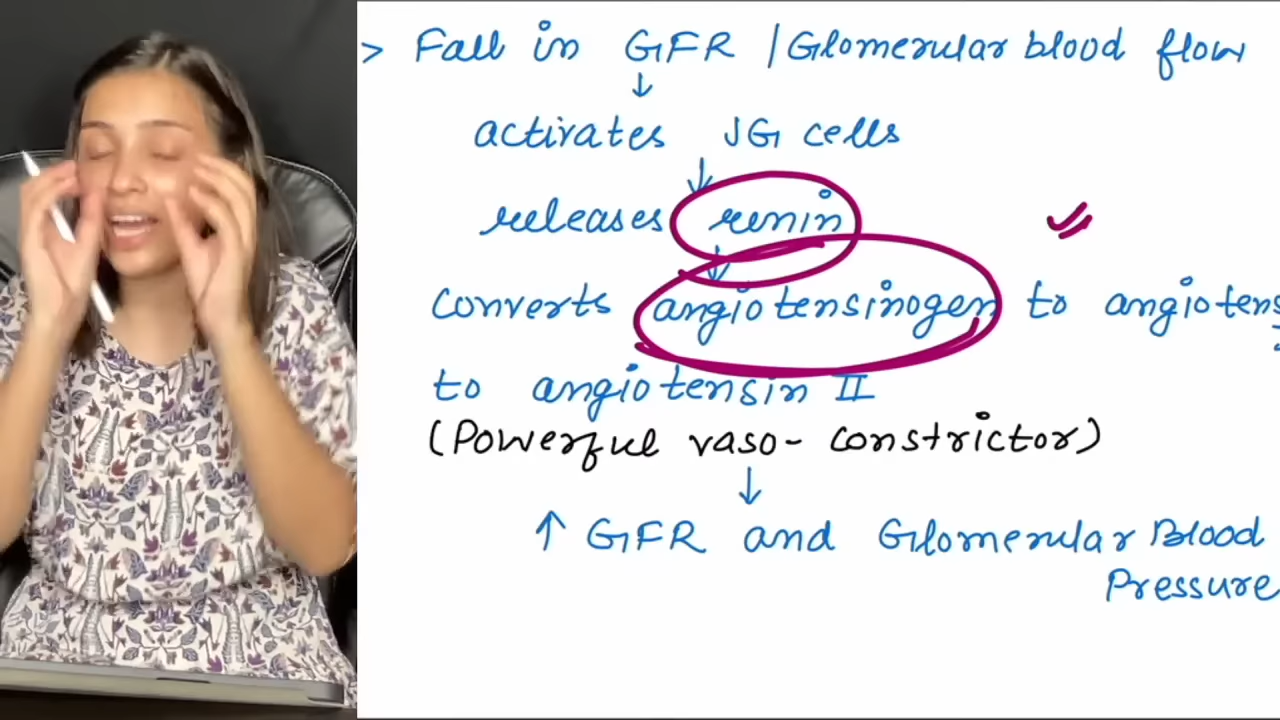 > Fall in GFR / Glomerular blood flow
↓
activates JG cells
↓
releases renin
↓
converts angiotensinogen to
to angiotensin II
(Powerful vaso- constrictor)
↓
↑ GFR and Glomerular Blood
Pressure